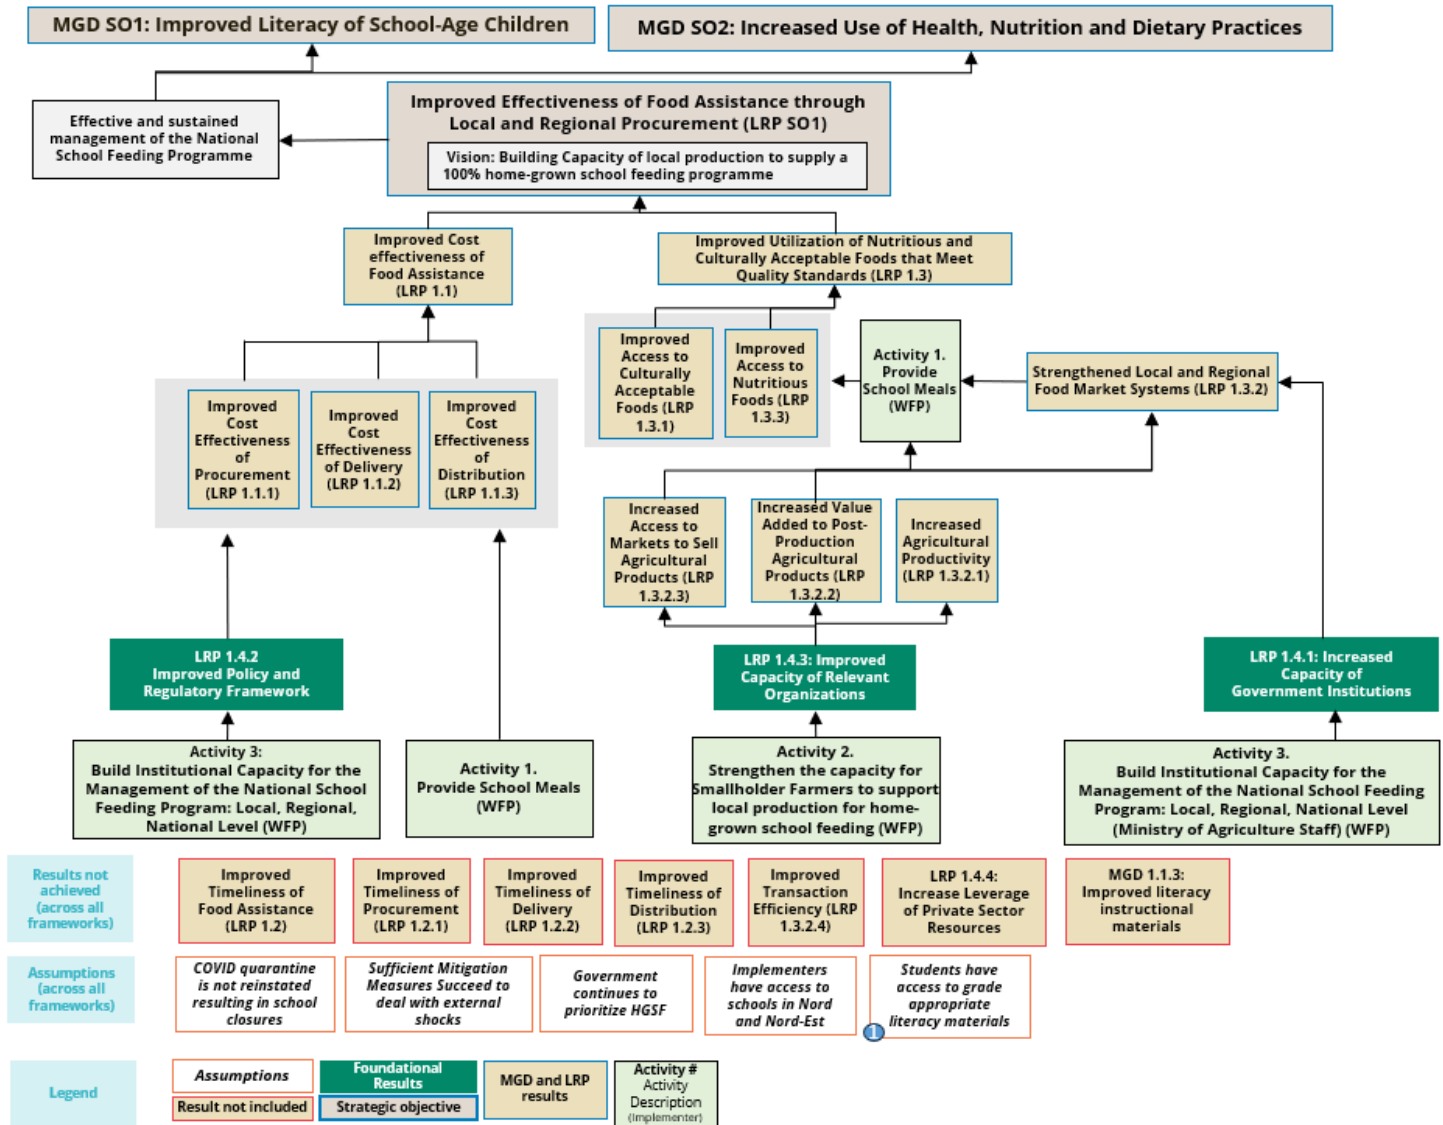 MGD SO1: Improved Literacy of School-Age Children
MGD SO2: Increased Use of Health, Nutrition and Dietary Practices
Effective and sustained
management of the National
School Feeding Programme
Improved Effectiveness of Food Assistance through
Local and Regional Procurement (LRP SO1)
Vision: Building Capacity of local production to supply a
100% home-grown school feeding programme
Improved Cost
effectiveness of
Food Assistance
(LRP 1.1)
Improved Utilization of Nutritious and
Culturally Acceptable Foods that Meet
Quality Standards (LRP 1.3)
Improved
Access to
Culturally
Acceptable
Foods (LRP
1.3.1)
Improved
Access to
Nutritious
Foods (LRP
1.3.3)
Activity 1.
Provide
School Meals
(WFP)
Strengthened Local and Regional
Food Market Systems (LRP 1.3.2)
Improved
Cost
Effectiveness
of
Procurement
(LRP 1.1.1)
Improved
Cost
Effectiveness
of Delivery
(LRP 1.1.2)
Improved
Cost
Effectiveness
of
Distribution
(LRP 1.1.3)
Increased
Access to
Markets to Sell
Agricultural
Products (LRP
1.3.2.3)
Increased Value
Added to Post-
Production
Agricultural
Products (LRP
1.3.2.2)
Increased
Agricultural
Productivity
(LRP 1.3.2.1)
LRP 1.4.2
Improved Policy and
Regulatory Framework
LRP 1.4.3: Improved
Capacity of Relevant
Organizations
LRP 1.4.1: Increased
Capacity of
Government Institutions
Activity 3:
Build Institutional Capacity for the
Management of the National School
Feeding Program: Local, Regional,
National Level (WFP)
Activity 1.
Provide School Meals
(WFP)
Activity 2.
Strengthen the capacity for
Smallholder Farmers to support
local production for home-
grown school feeding (WFP)
Activity 3.
Build Institutional Capacity for the
Management of the National School Feeding
Program: Local, Regional, National Level
(Ministry of Agriculture Staff) (WFP)
Results not
achieved
(across all
frameworks)
Improved
Timeliness of
Food Assistance
(LRP 1.2)
Improved
Timeliness of
Procurement
(LRP 1.2.1)
Improved
Timeliness of
Delivery
(LRP 1.2.2)
Improved
Timeliness of
Distribution
(LRP 1.2.3)
Improved
Transaction
Efficiency (LRP
1.3.2.4)
LRP 1.4.4:
Increase Leverage
of Private Sector
Resources
MGD 1.1.3:
Improved literacy
instructional
materials
Assumptions
(across all
frameworks)
COVID quarantine
is not reinstated
resulting in school
closures
Sufficient Mitigation
Measures Succeed to
deal with external
shocks
Government
continues to
prioritize HGSF
Implementers
have access to
schools in Nord
and Nord-Est
Students have
access to grade
appropriate
literacy materials
1
Legend
Assumptions
Result not included
Foundational
Results
Strategic objective
MGD and LRP
results
Activity #
Activity
Description
(Implementer)